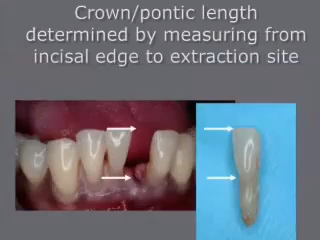 Crown/pontic length
determined by measuring from
incisal edge to extraction site